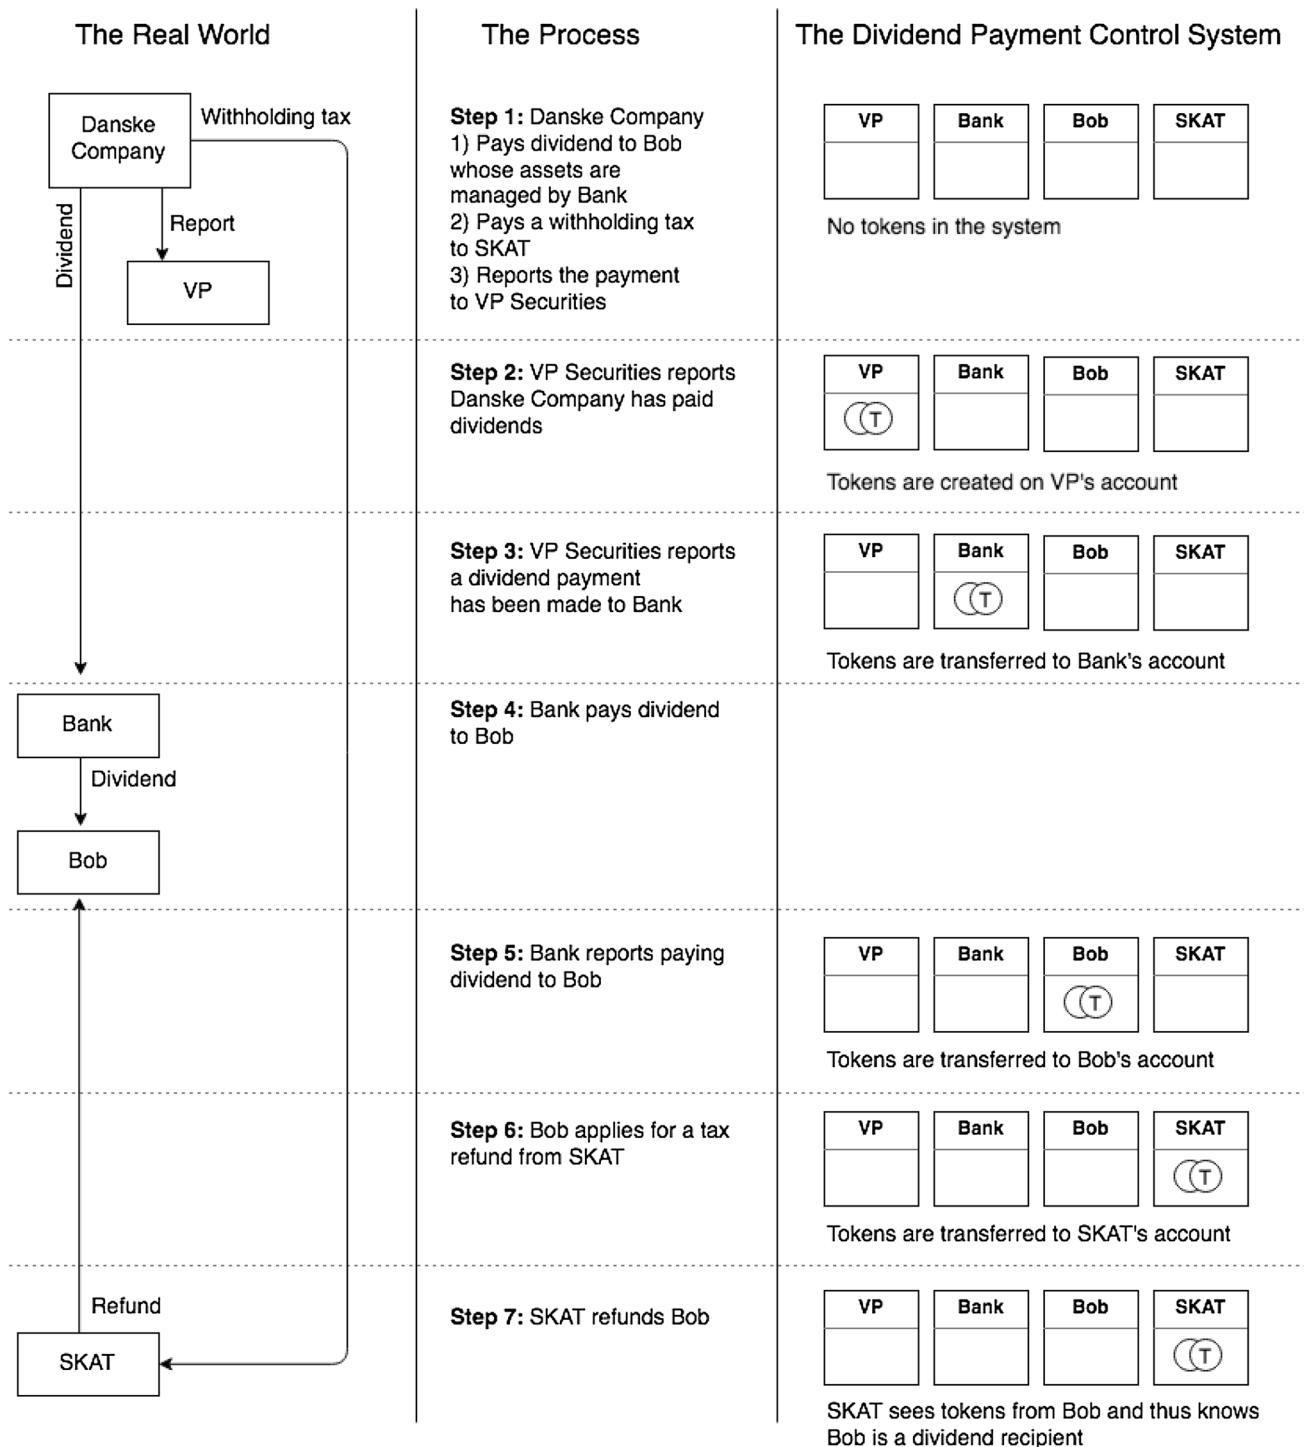 The Real World
The Process
The Dividend Payment Control System
Danske
Company
Withholding tax
Dividend
Report
VP
Step 1: Danske Company
1) Pays dividend to Bob
whose assets are
managed by Bank
2) Pays a withholding tax
to SKAT
3) Reports the payment
to VP Securities
VP Bank Bob SKAT
No tokens in the system
Step 2: VP Securities reports
Danske Company has paid
dividends
VP Bank Bob SKAT
T
Tokens are created on VP's account
Step 3: VP Securities reports
a dividend payment
has been made to Bank
VP Bank Bob SKAT
T
Tokens are transferred to Bank's account
Bank
Dividend
Bob
Step 4: Bank pays dividend
to Bob
Step 5: Bank reports paying
dividend to Bob
VP Bank Bob SKAT
T
Tokens are transferred to Bob's account
Step 6: Bob applies for a tax
refund from SKAT
VP Bank Bob SKAT
T
Tokens are transferred to SKAT's account
Refund
SKAT
Step 7: SKAT refunds Bob
VP Bank Bob SKAT
T
SKAT sees tokens from Bob and thus knows
Bob is a dividend recipient